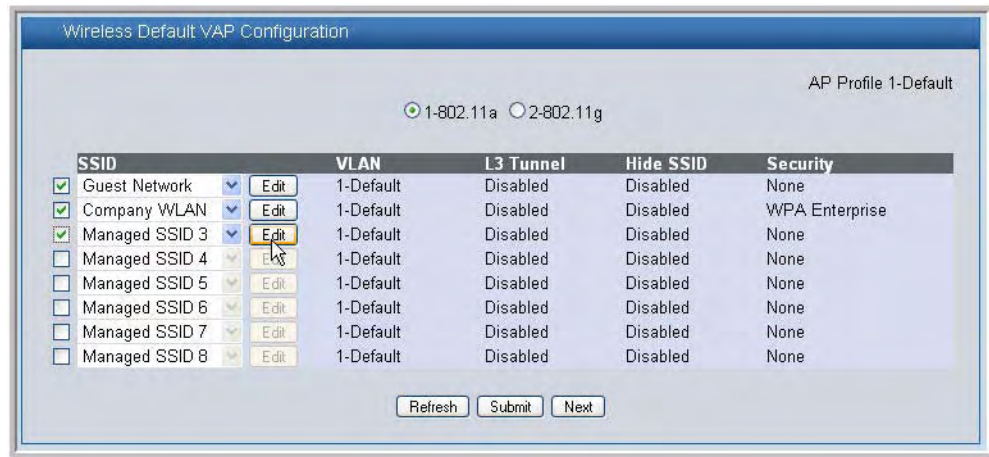 Wireless Default VAP Configuration
AP Profile 1-Default
1-802.11a 2-802.11g
SSID VLAN L3 Tunnel Hide SSID Security
Guest Network Edit 1-Default Disabled Disabled None
Company WLAN Edit 1-Default Disabled Disabled WPA Enterprise
Managed SSID 3 Edit 1-Default Disabled Disabled None
Managed SSID 4 Edit 1-Default Disabled Disabled None
Managed SSID 5 Edit 1-Default Disabled Disabled None
Managed SSID 6 Edit 1-Default Disabled Disabled None
Managed SSID 7 Edit 1-Default Disabled Disabled None
Managed SSID 8 Edit 1-Default Disabled Disabled None
Refresh Submit Next